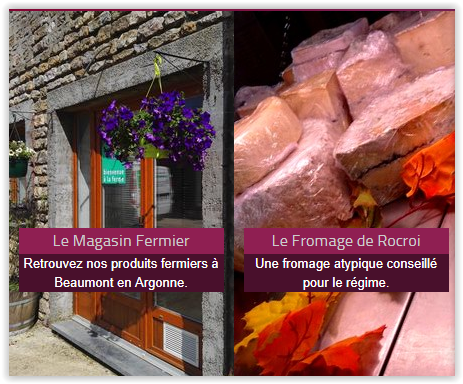 bienvenue
à la ferme
Le Magasin Fermier
Retrouvez nos produits fermiers à
Beaumont en Argonne.
Le Fromage de Rocroi
Une fromage atypique conseillé
pour le régime.